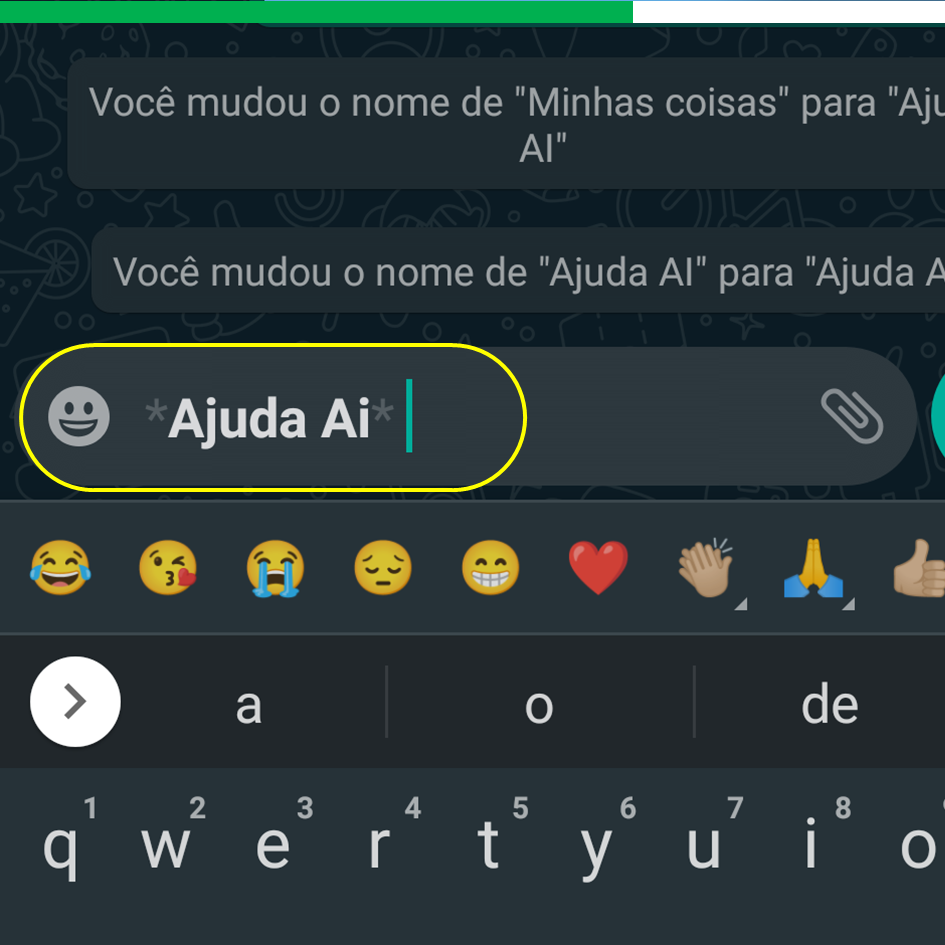 Você mudou o nome de "Minhas coisas" para "Aju
AI"
Você mudou o nome de "Ajuda AI" para "Ajuda A
*Ajuda Ai*
a o de
1 2 3 4 5 6 7 8
q w e r t y u i o